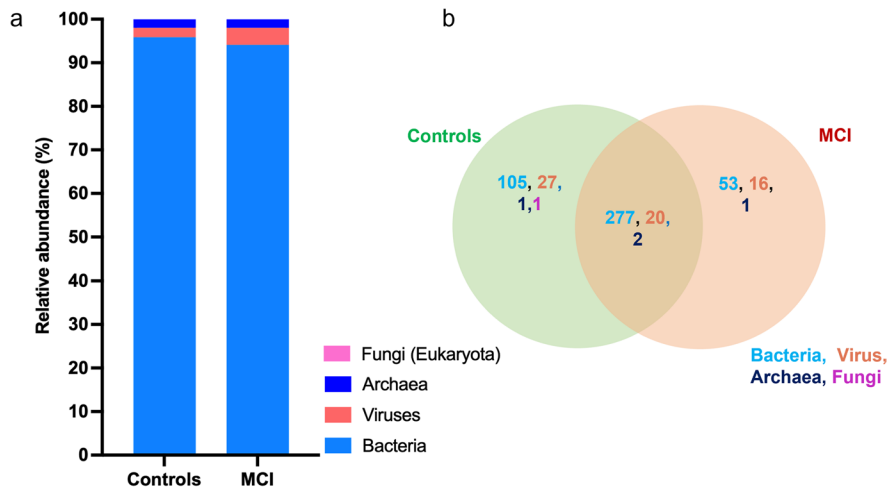 a
100
90
80
70
60
50
40
30
20
10
0
Relative abundance (%)
Controls MCI
Fungi (Eukaryota)
Archaea
Viruses
Bacteria
b
Controls
MCI
105, 27,
1,1
277, 20,
2
53, 16,
1
Bacteria, Virus,
Archaea, Fungi